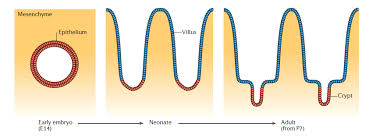 Mesenchyme
Epithelium
Villus
Crypt
Early embryo
(E14)
Neonate
Adult
(from P7)